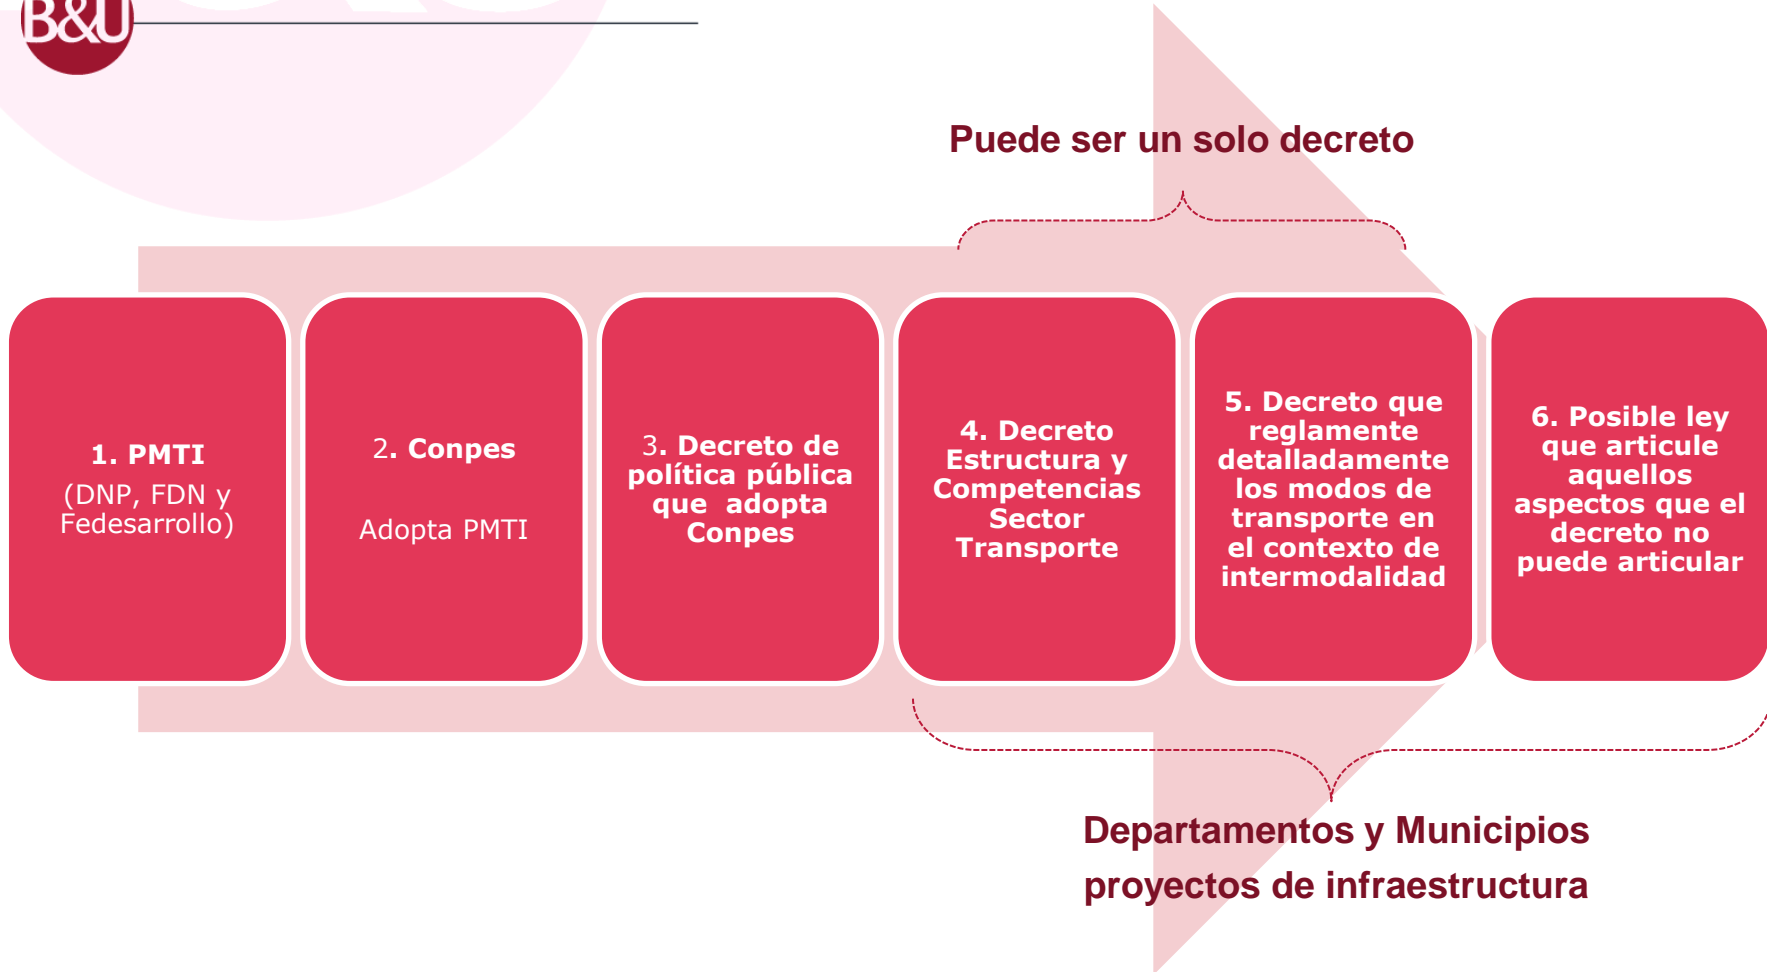 B&U
Puede ser un solo decreto
1. PMTI
(DNP, FDN y
Fedesarrollo)
2. Conpes
Adopta PMTI
3. Decreto de
política pública
que adopta
Conpes
4. Decreto
Estructura y
Competencias
Sector
Transporte
5. Decreto que
reglamente
detalladamente
los modos de
transporte en
el contexto de
intermodalidad
6. Posible ley
que articule
aquellos
aspectos que el
decreto no
puede articular
Departamentos y Municipios
proyectos de infraestructura